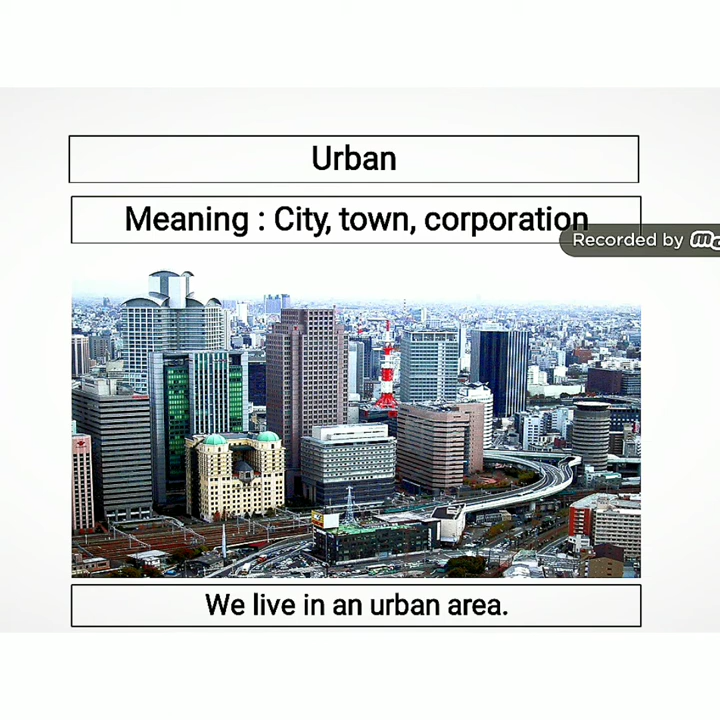 Urban
Meaning : City, town, corporation
Recorded by
We live in an urban area.